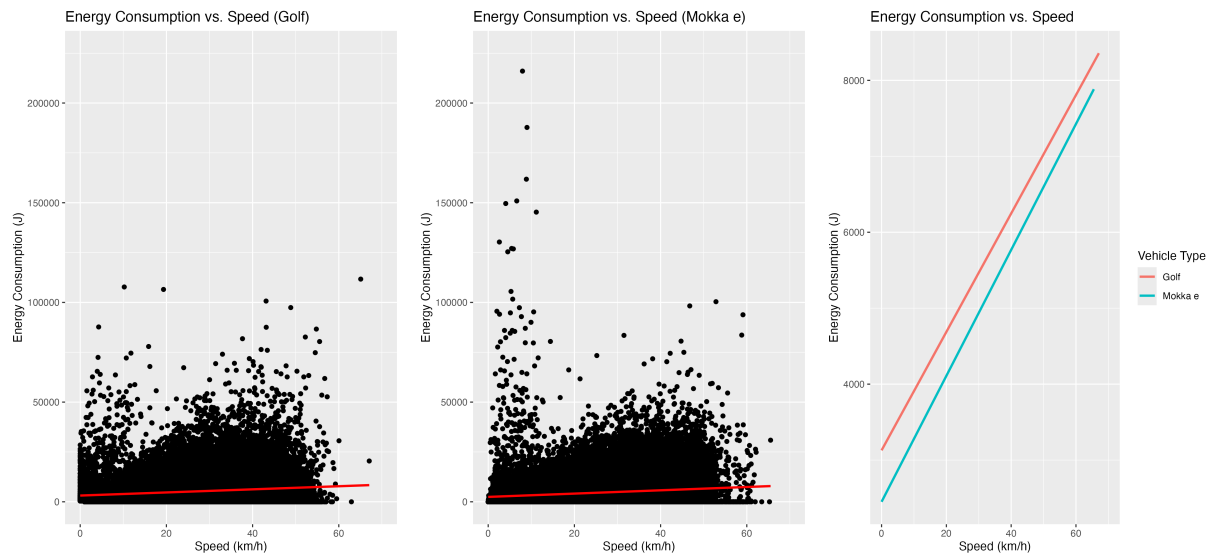 Energy Consumption vs. Speed (Golf)
Energy Consumption (J)
200000
150000
100000
50000
0
0 20 40 60
Speed (km/h)
Energy Consumption vs. Speed (Mokka e)
Energy Consumption (J)
200000
150000
100000
50000
0
0 20 40 60
Speed (km/h)
Energy Consumption vs. Speed
Energy Consumption (J)
8000
6000
4000
0 20 40 60
Speed (km/h)
Vehicle Type
Golf
Mokka e